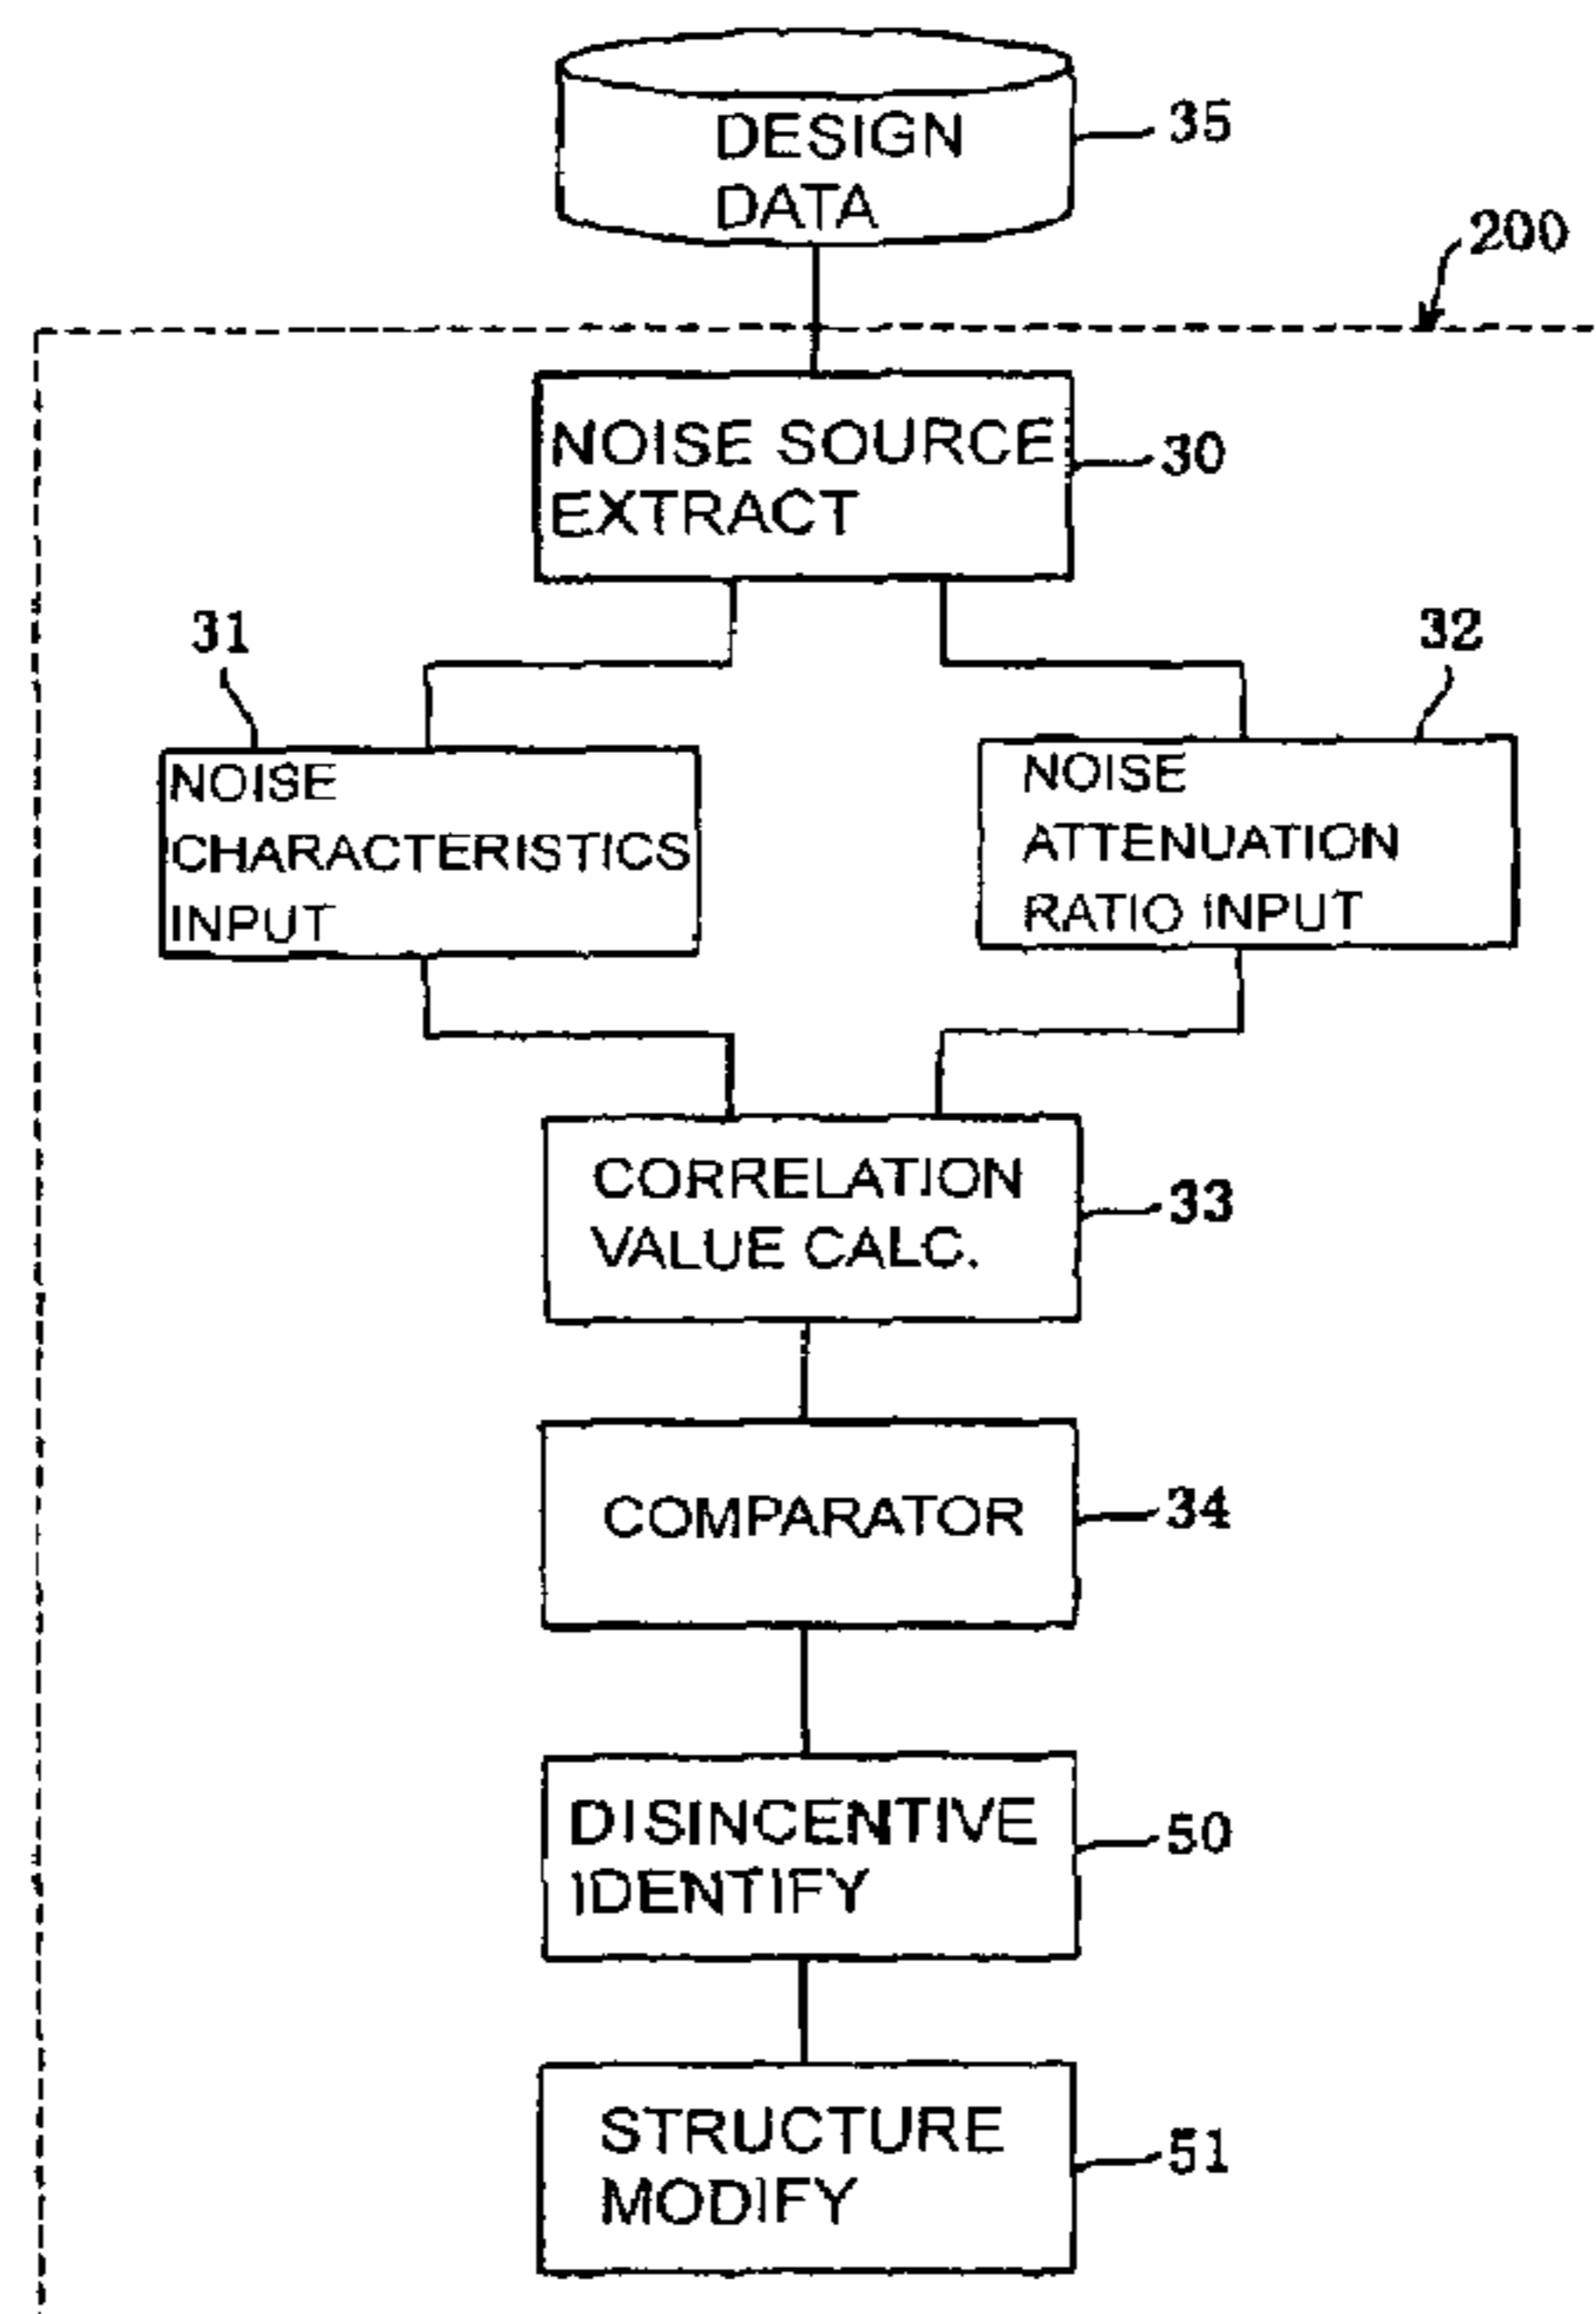 DESIGN
DATA
35
200
NOISE SOURCE
EXTRACT
30
31
32
NOISE
CHARACTERISTICS
INPUT
NOISE
ATTENUATION
RATIO INPUT
CORRELATION
VALUE CALC.
33
COMPARATOR
34
DISINCENTIVE
IDENTIFY
50
STRUCTURE
MODIFY
51